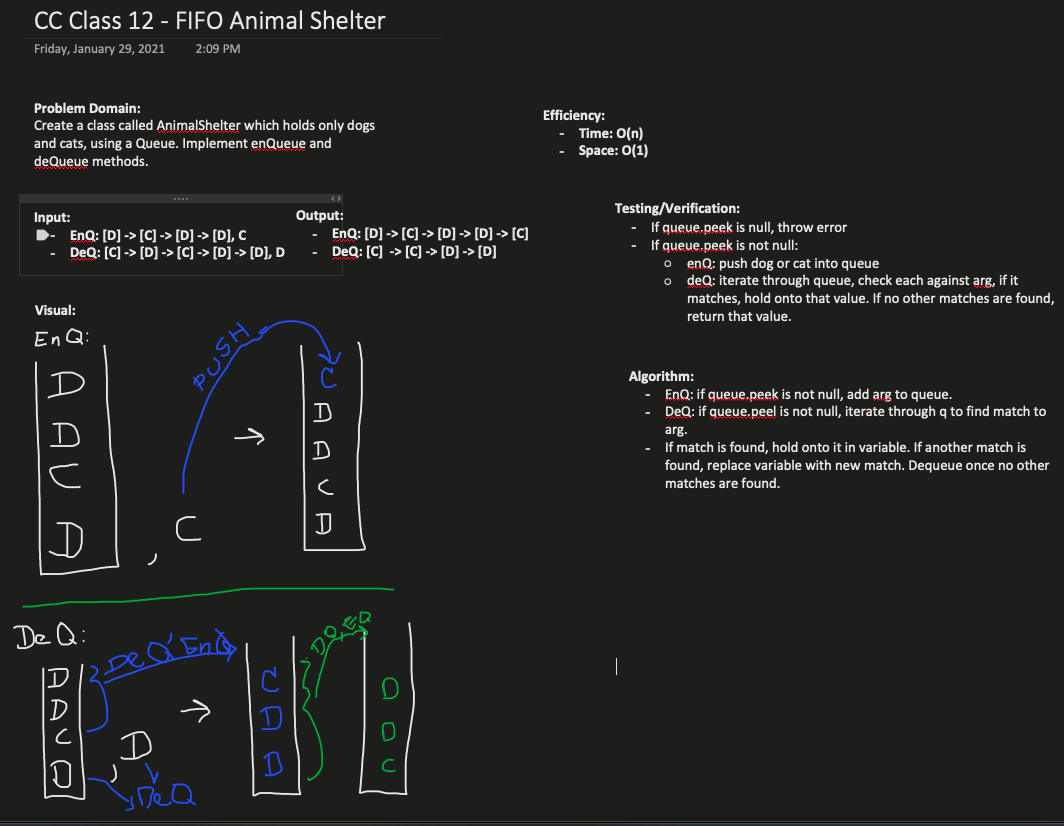 CC Class 12 - FIFO Animal Shelter
Friday, January 29, 2021 2:09 PM
Problem Domain:
Create a class called AnimalShelter which holds only dogs
and cats, using a Queue. Implement enQueue and
deQueue methods.
Input:
- EnQ: [D] -> [C] -> [D] -> [D], C
- DeQ: [C] -> [D] -> [C] -> [D] -> [D], D
Output:
- EnQ: [D] -> [C] -> [D] -> [D] -> [C]
- DeQ: [C] -> [C] -> [D] -> [D]
Visual:
EnQ:
D
D
C
D
, C
PUSH
→
C
D
D
C
D
DeQ:
D
D
C
D
, D
DeQ
DeQ' EnQ
→
C
D
D
DQ, EQ
D
D
C
Efficiency:
- Time: O(n)
- Space: O(1)
Testing/Verification:
- If queue.peek is null, throw error
- If queue.peek is not null:
o enQ: push dog or cat into queue
o deQ: iterate through queue, check each against arg, if it
matches, hold onto that value. If no other matches are found,
return that value.
Algorithm:
- EnQ: if queue.peek is not null, add arg to queue.
- DeQ: if queue.peel is not null, iterate through q to find match to
arg.
- If match is found, hold onto it in variable. If another match is
found, replace variable with new match. Dequeue once no other
matches are found.